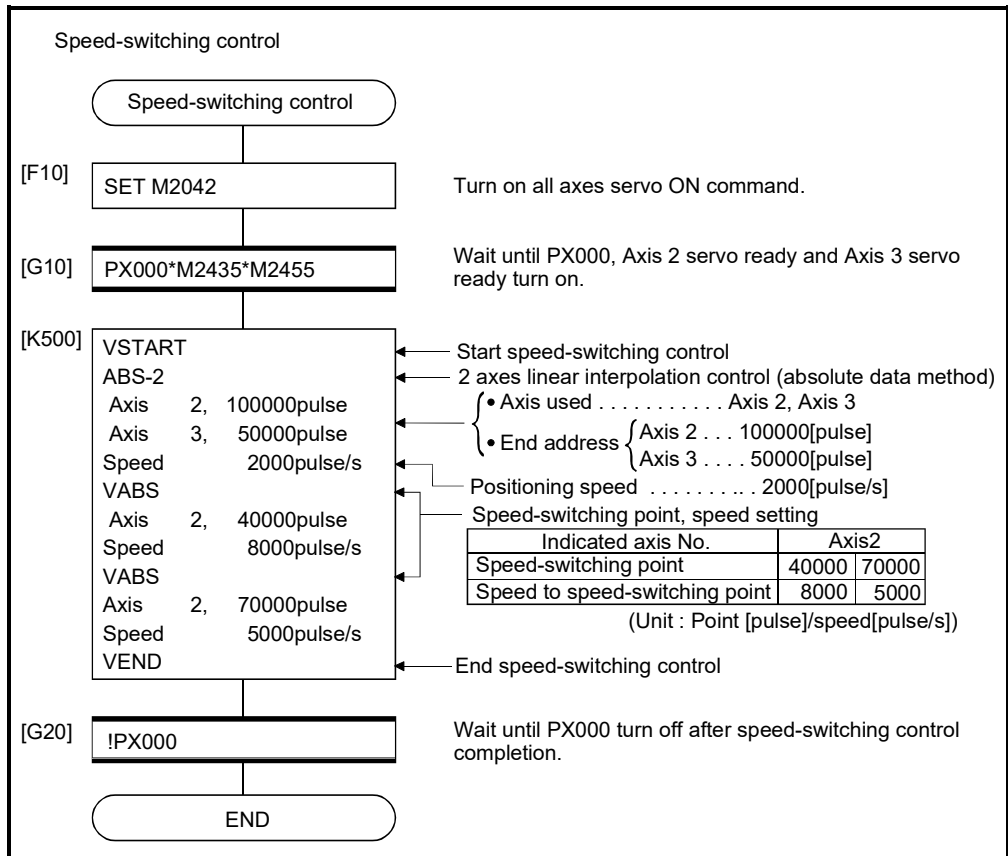 Speed-switching control
Speed-switching control
[F10]
SET M2042
Turn on all axes servo ON command.
[G10]
PX000*M2435*M2455
Wait until PX000, Axis 2 servo ready and Axis 3 servo
ready turn on.
[K500]
VSTART
ABS-2
Axis 2, 100000pulse
Axis 3, 50000pulse
Speed 2000pulse/s
VABS
Axis 2, 40000pulse
Speed 8000pulse/s
VABS
Axis 2, 70000pulse
Speed 5000pulse/s
VEND
Start speed-switching control
2 axes linear interpolation control (absolute data method)
• Axis used . . . . . . . . . . . Axis 2, Axis 3
• End address
Axis 2 . . . 100000[pulse]
Axis 3 . . . . 50000[pulse]
Positioning speed . . . . . . . . .. . 2000[pulse/s]
Speed-switching point, speed setting
Indicated axis No. Axis2
Speed-switching point 40000 70000
Speed to speed-switching point 8000 5000
(Unit : Point [pulse]/speed[pulse/s])
End speed-switching control
[G20]
!PX000
Wait until PX000 turn off after speed-switching control
completion.
END